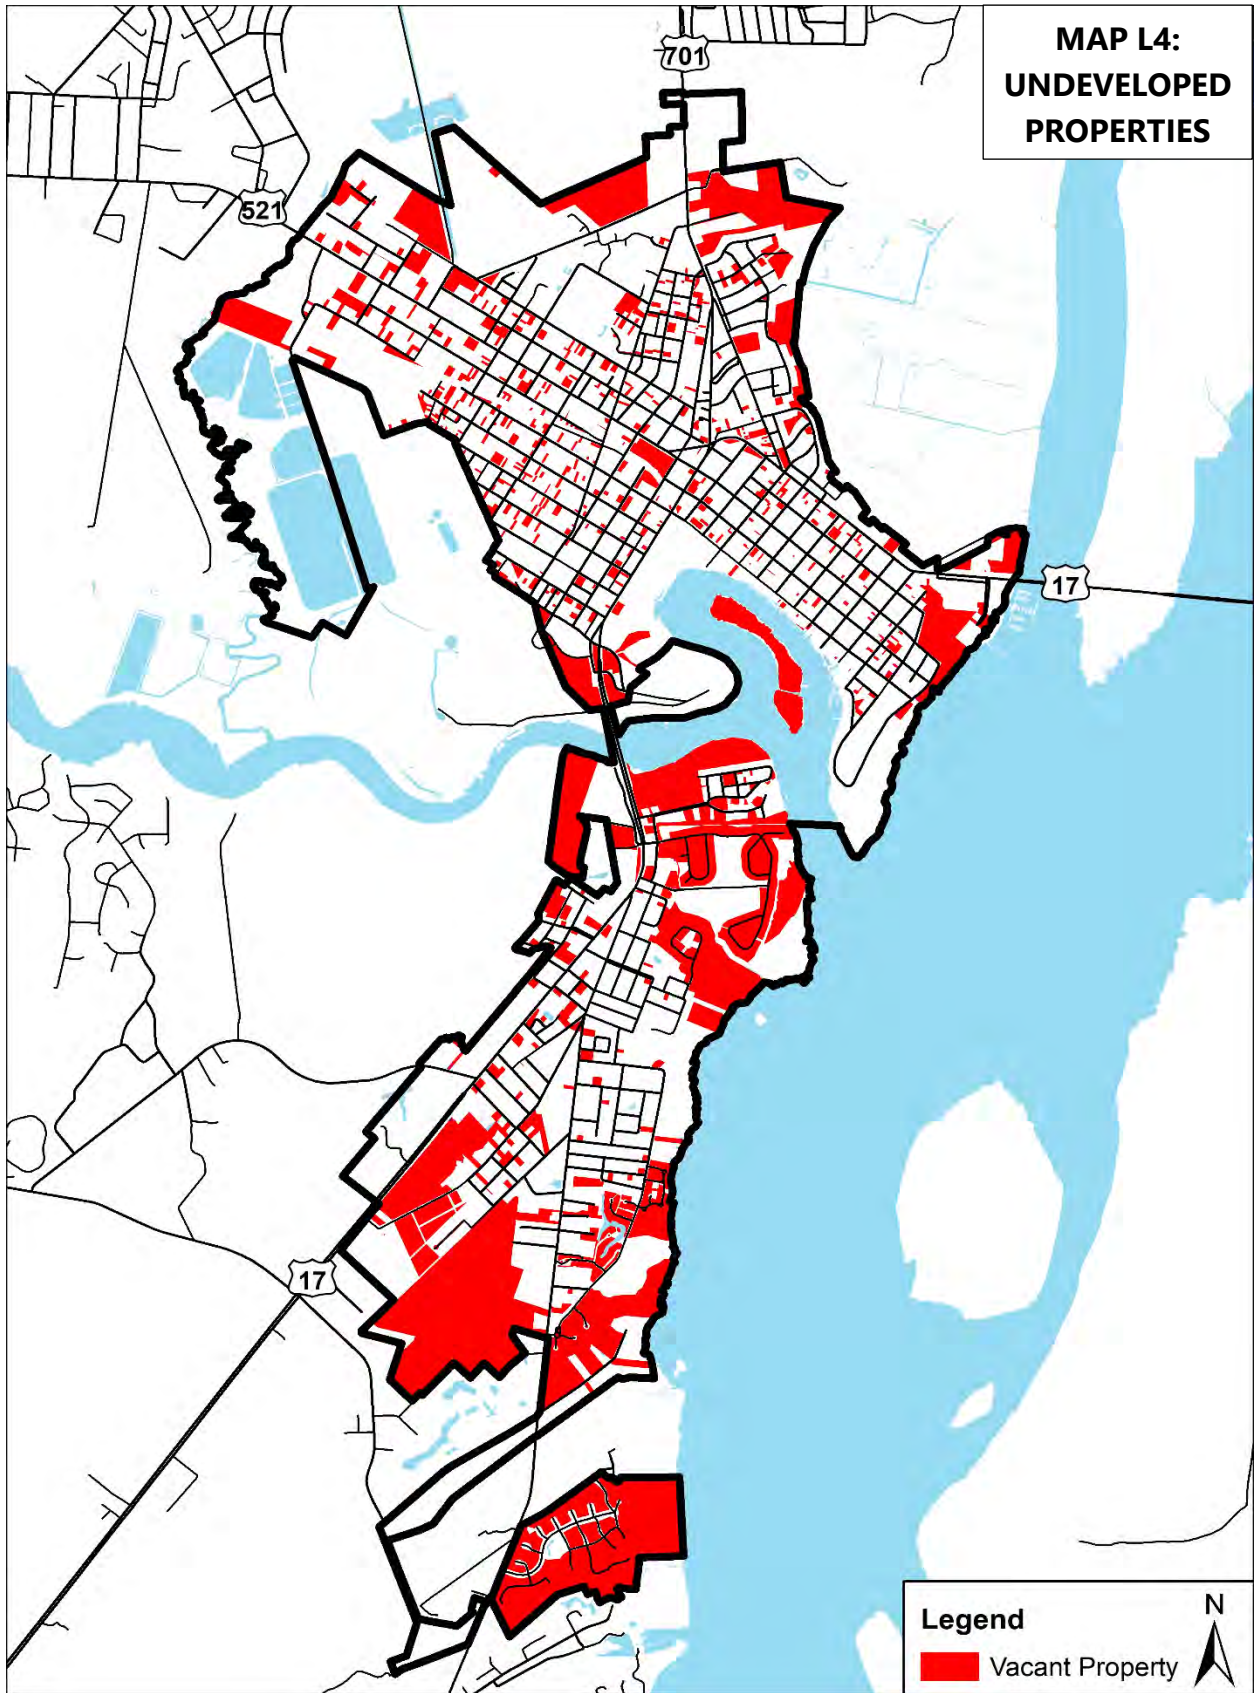 MAP L4:
UNDEVELOPED
PROPERTIES
701
521
17
17
Legend
N
Vacant Property